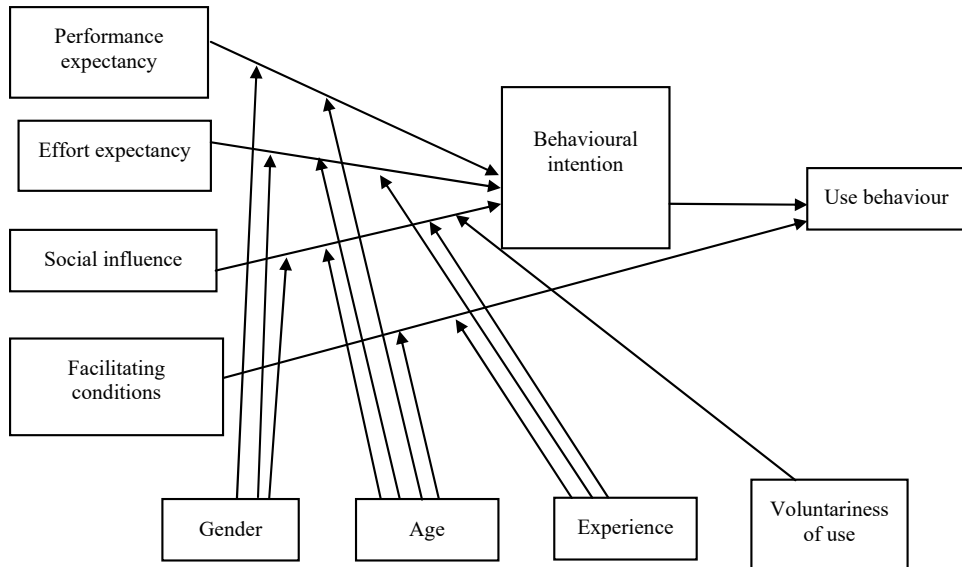 Performance
expectancy
Effort expectancy
Social influence
Facilitating
conditions
Behavioural
intention
Use behaviour
Gender
Age
Experience
Voluntariness
of use